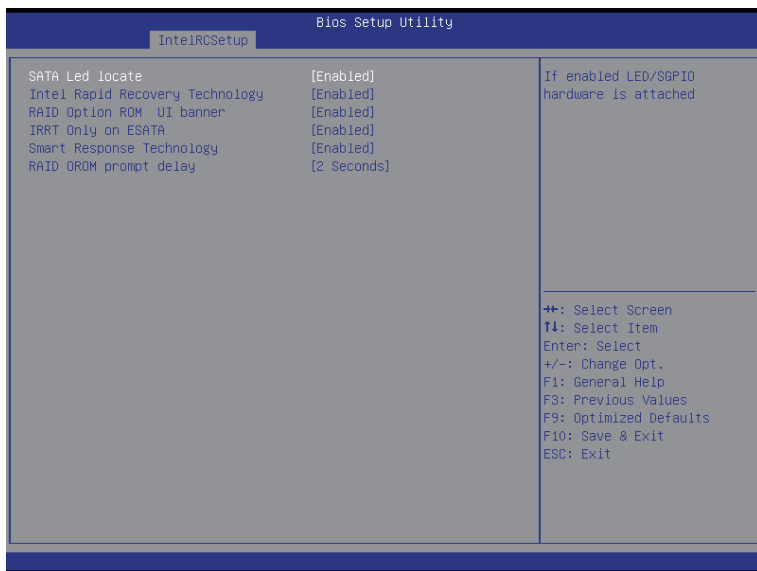 Bios Setup Utility
IntelRCSetup
SATA Led locate [Enabled]
Intel Rapid Recovery Technology [Enabled]
RAID Option ROM UI banner [Enabled]
IRRT Only on ESATA [Enabled]
Smart Response Technology [Enabled]
RAID OROM prompt delay [2 Seconds]
If enabled LED/SGPIO
hardware is attached
→←: Select Screen
↑↓: Select Item
Enter: Select
+/-: Change Opt.
F1: General Help
F3: Previous Values
F9: Optimized Defaults
F10: Save & Exit
ESC: Exit